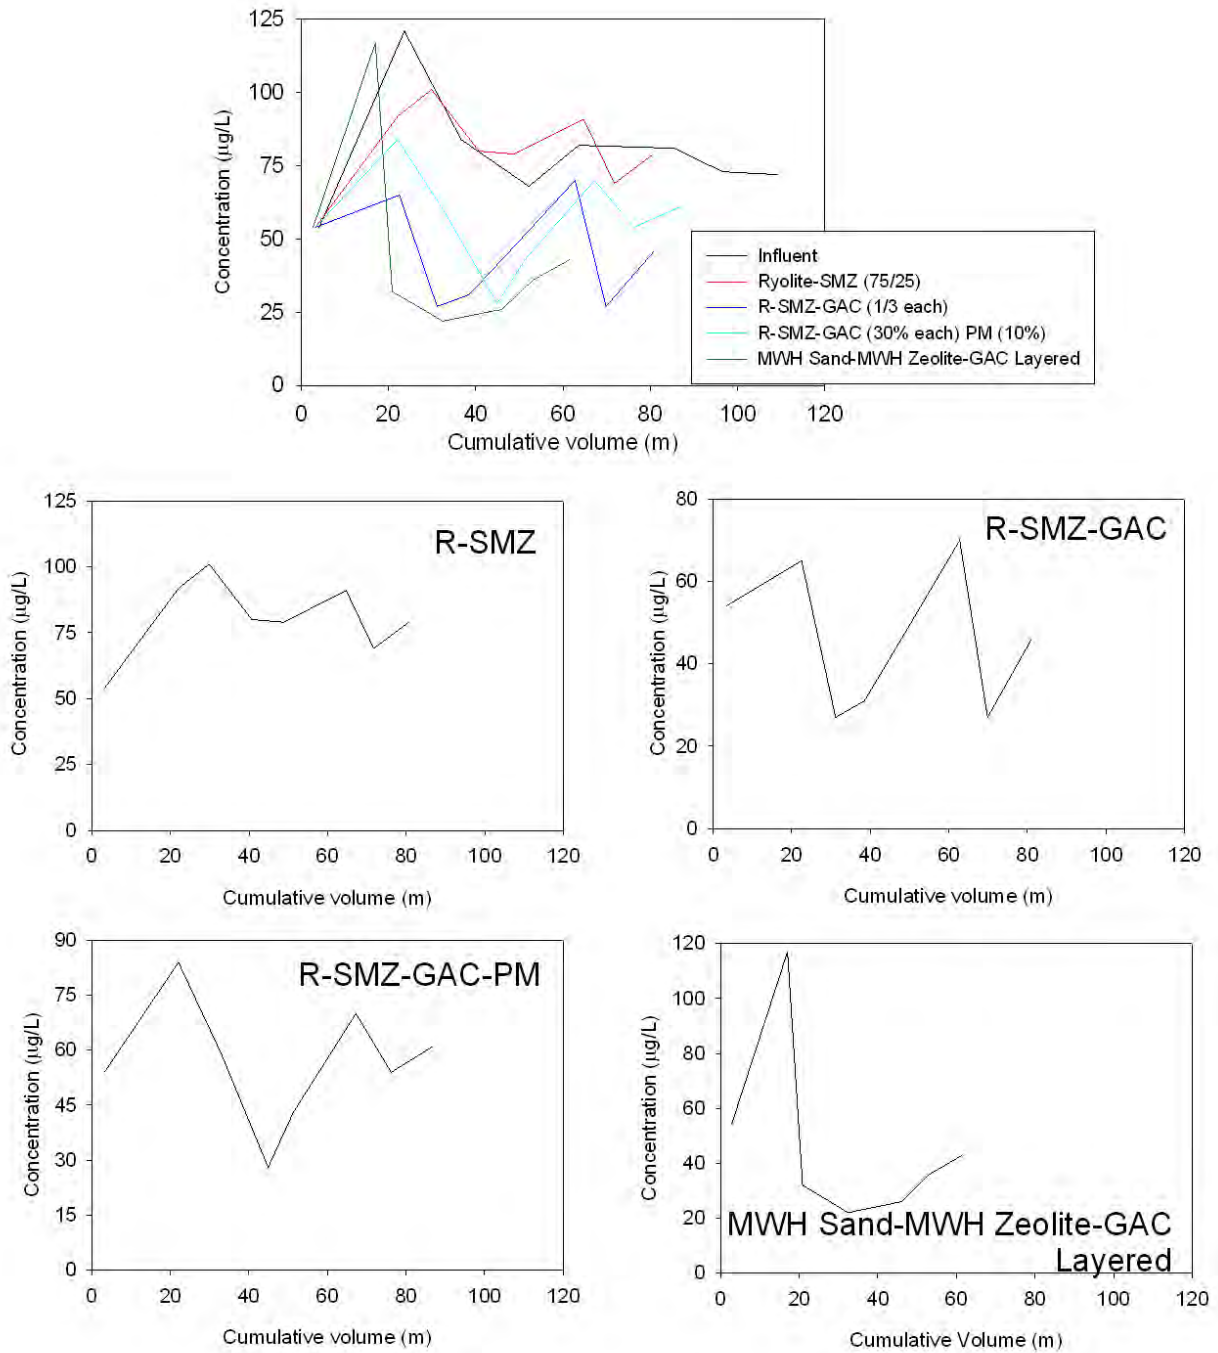 125
100
75
50
25
0
Concentration (µg/L)
0 20 40 60 80 100 120
Cumulative volume (m)
Influent
Ryolite-SMZ (75/25)
R-SMZ-GAC (1/3 each)
R-SMZ-GAC (30% each) PM (10%)
MWH Sand-MWH Zeolite-GAC Layered
R-SMZ
125
100
75
50
25
0
Concentration (µg/L)
0 20 40 60 80 100 120
Cumulative volume (m)
R-SMZ-GAC
80
60
40
20
0
Concentration (µg/L)
0 20 40 60 80 100 120
Cumulative volume (m)
R-SMZ-GAC-PM
90
75
60
45
30
15
0
Concentration (µg/L)
0 20 40 60 80 100 120
Cumulative volume (m)
120
100
80
60
40
20
0
Concentration (µg/L)
MWH Sand-MWH Zeolite-GAC
Layered
0 20 40 60 80 100 120
Cumulative Volume (m)